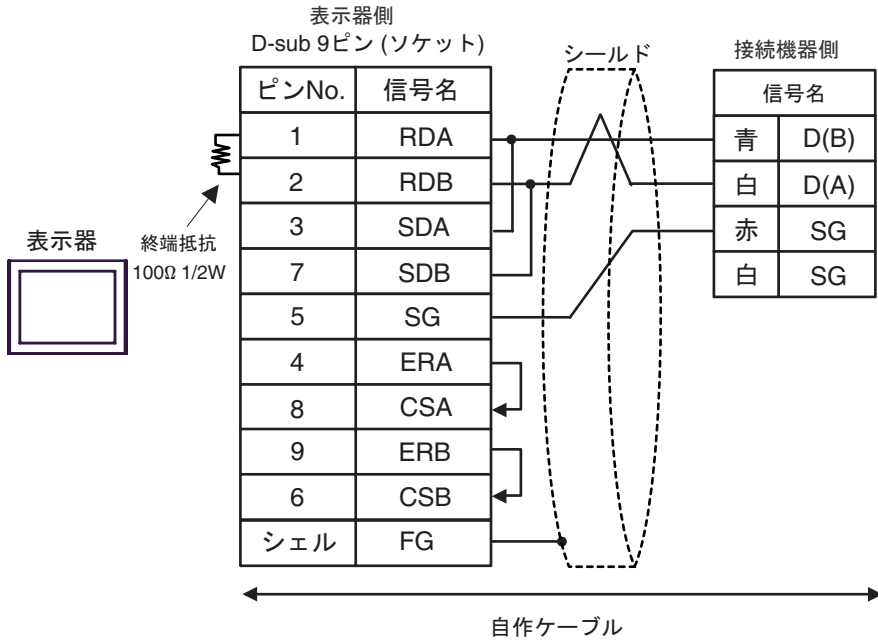 表示器側
D-sub 9ピン (ソケット)
シールド
接続機器側
ピンNo. 信号名
信号名
1 RDA
青 D(B)
2 RDB
白 D(A)
3 SDA
赤 SG
7 SDB
白 SG
5 SG
4 ERA
8 CSA
9 ERB
6 CSB
シェル FG
表示器
終端抵抗
100Ω 1/2W
自作ケーブル